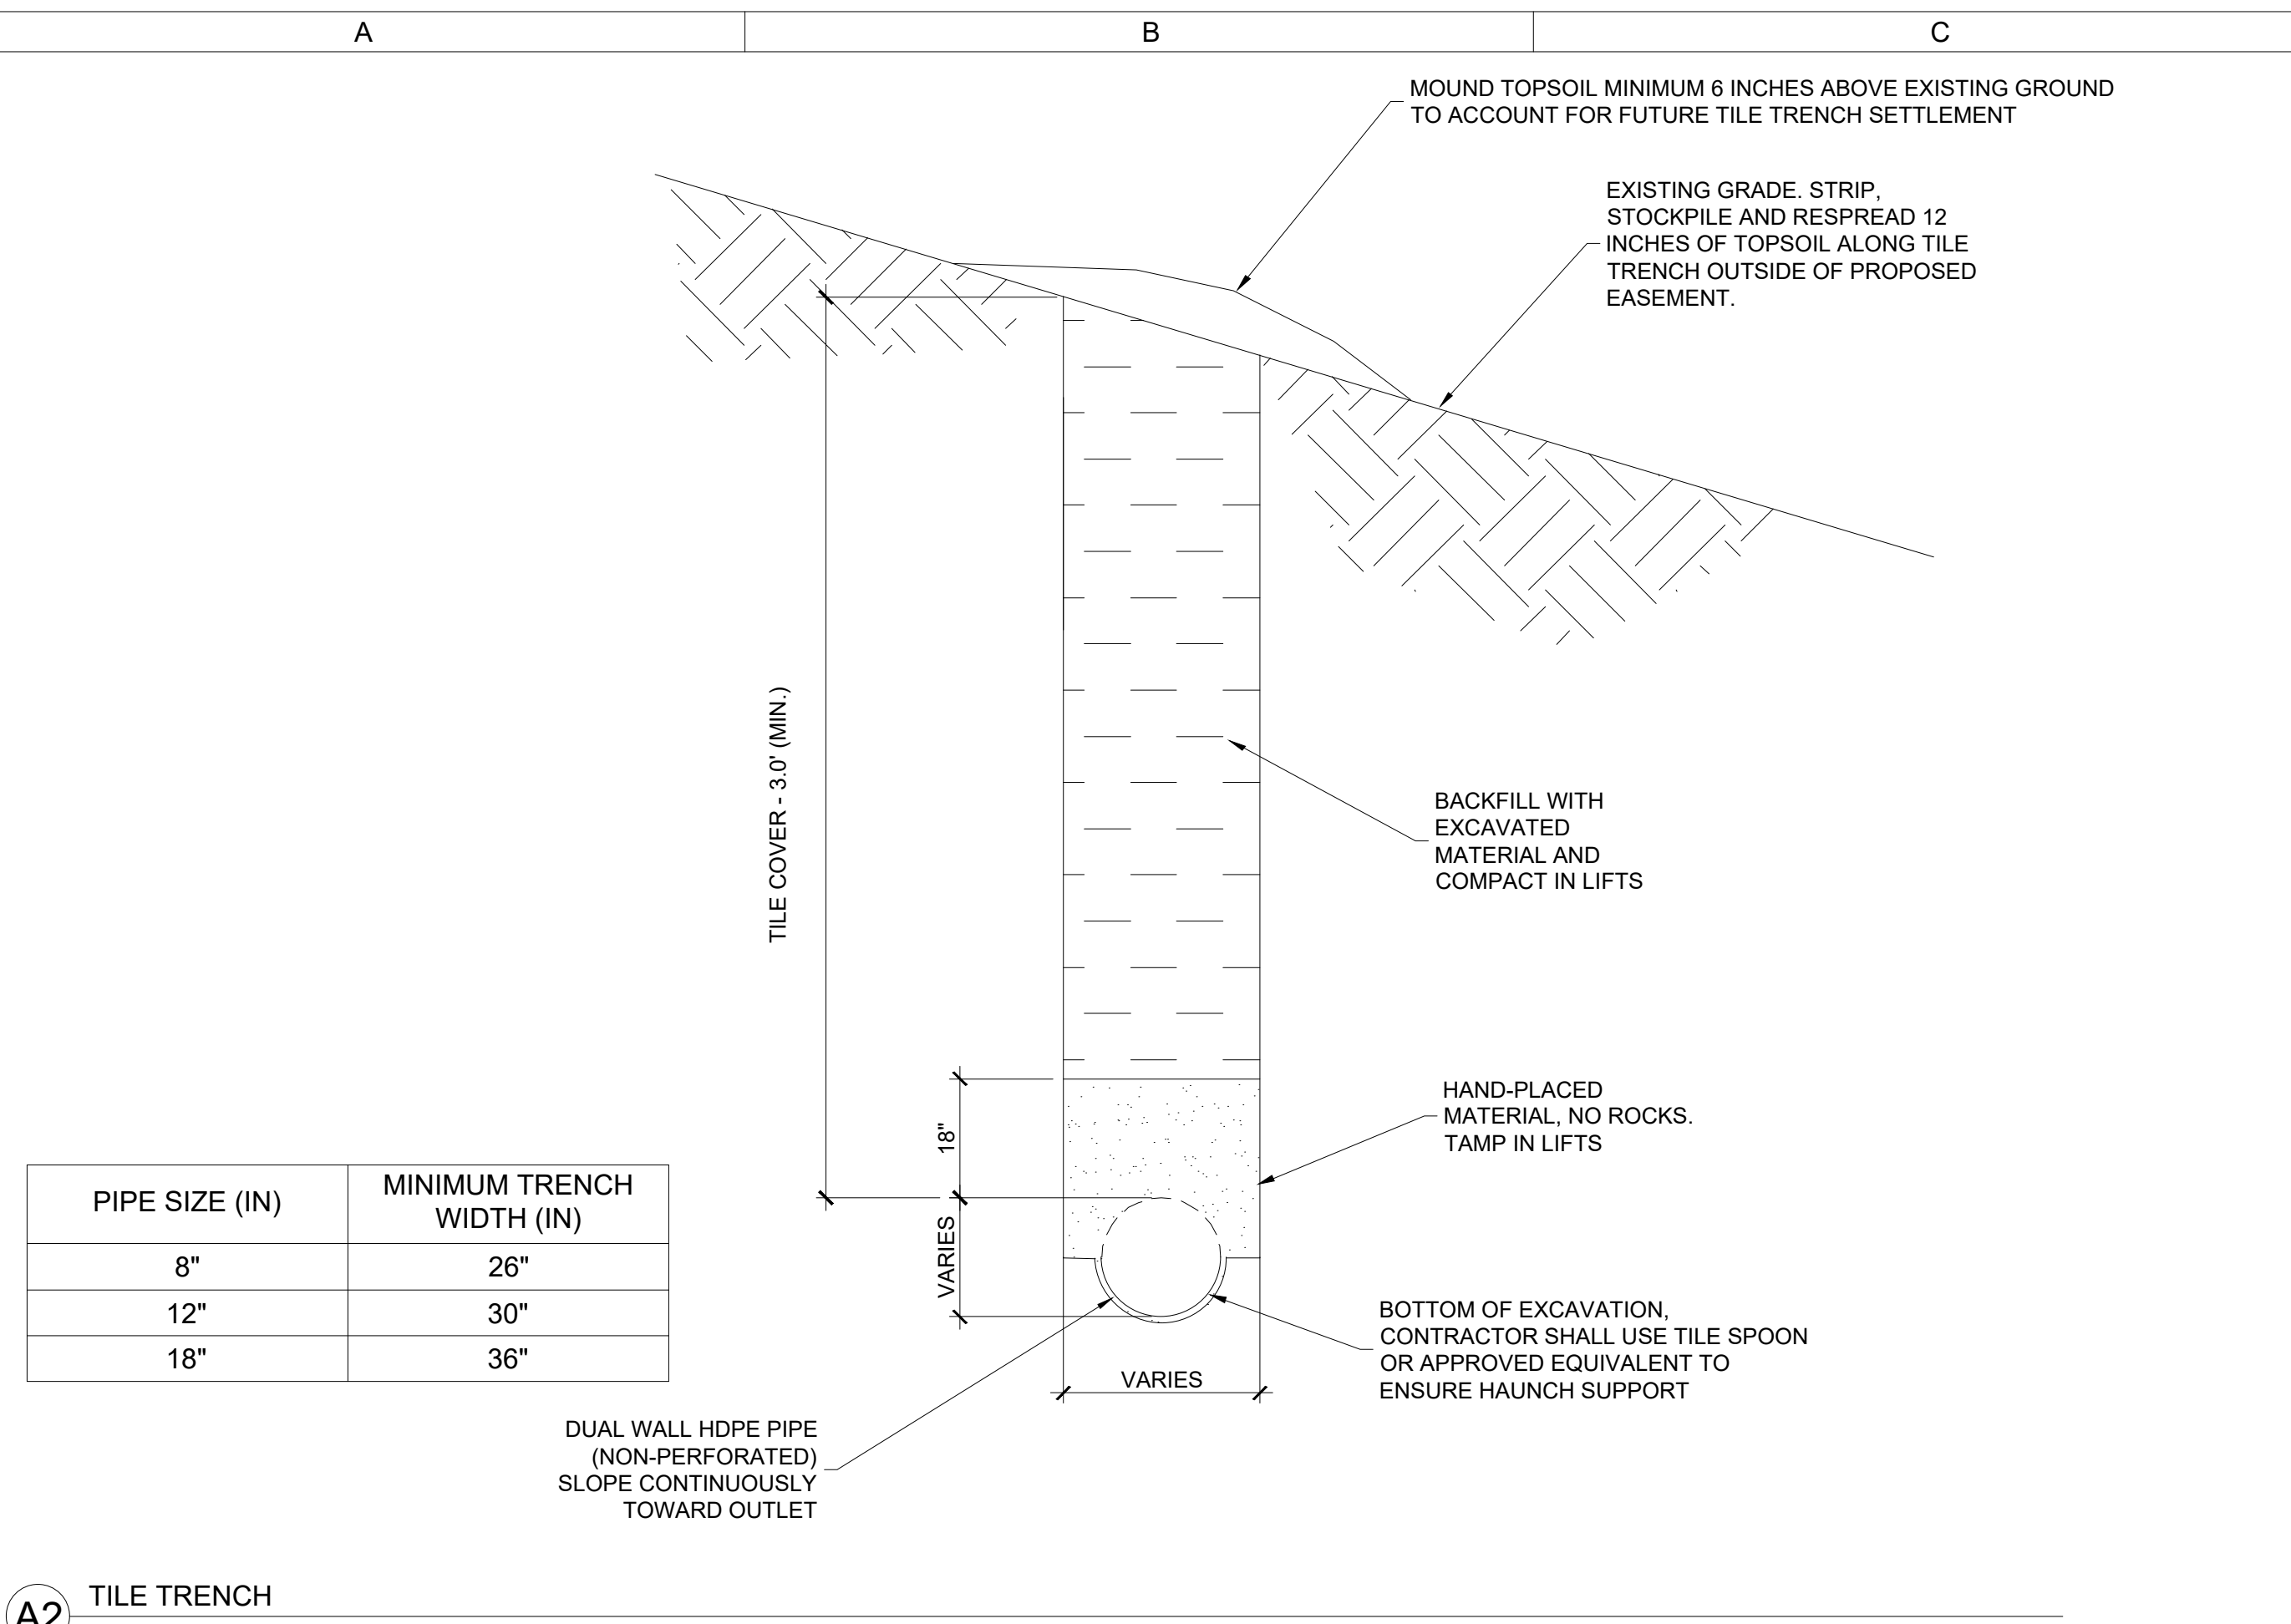 A
B
C
MOUND TOPSOIL MINIMUM 6 INCHES ABOVE EXISTING GROUND
TO ACCOUNT FOR FUTURE TILE TRENCH SETTLEMENT
EXISTING GRADE. STRIP,
STOCKPILE AND RESPREAD 12
INCHES OF TOPSOIL ALONG TILE
TRENCH OUTSIDE OF PROPOSED
EASEMENT.
TILE COVER - 3.0' (MIN.)
BACKFILL WITH
EXCAVATED
MATERIAL AND
COMPACT IN LIFTS
18"
HAND-PLACED
MATERIAL, NO ROCKS.
TAMP IN LIFTS
VARIES
PIPE SIZE (IN)
MINIMUM TRENCH
WIDTH (IN)
8"
26"
12"
30"
18"
36"
BOTTOM OF EXCAVATION,
CONTRACTOR SHALL USE TILE SPOON
OR APPROVED EQUIVALENT TO
ENSURE HAUNCH SUPPORT
VARIES
DUAL WALL HDPE PIPE
(NON-PERFORATED)
SLOPE CONTINUOUSLY
TOWARD OUTLET
A2
TILE TRENCH